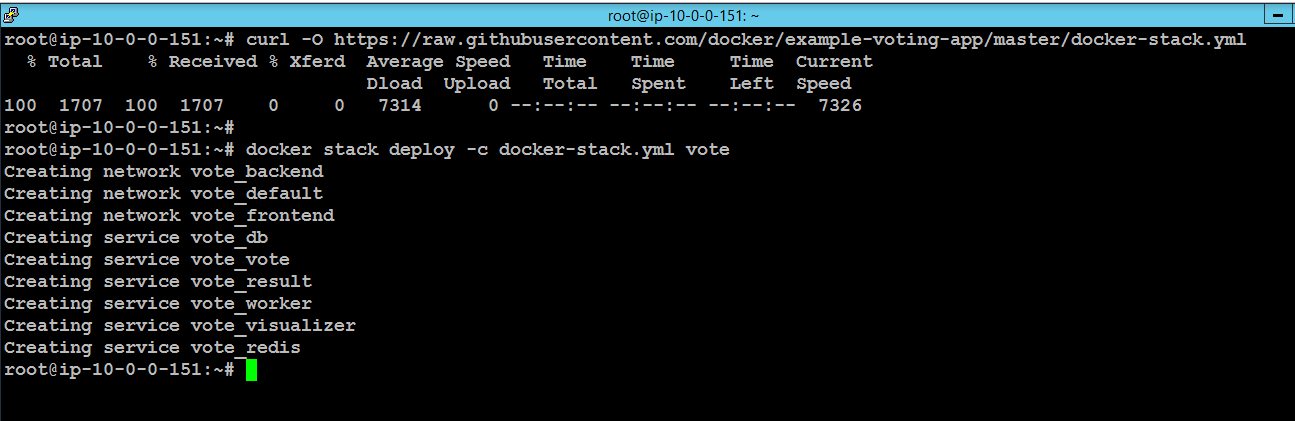 root@ip-10-0-0-151: ~
root@ip-10-0-0-151:~# curl -O https://raw.githubusercontent.com/docker/example-voting-app/master/docker-stack.yml
  % Total    % Received % Xferd  Average Speed   Time    Time     Time  Current
                                 Dload  Upload   Total   Spent    Left  Speed
100  1707  100  1707    0     0   7314      0 --:--:-- --:--:-- --:--:--  7326
root@ip-10-0-0-151:~#
root@ip-10-0-0-151:~# docker stack deploy -c docker-stack.yml vote
Creating network vote_backend
Creating network vote_default
Creating network vote_frontend
Creating service vote_db
Creating service vote_vote
Creating service vote_result
Creating service vote_worker
Creating service vote_visualizer
Creating service vote_redis
root@ip-10-0-0-151:~#